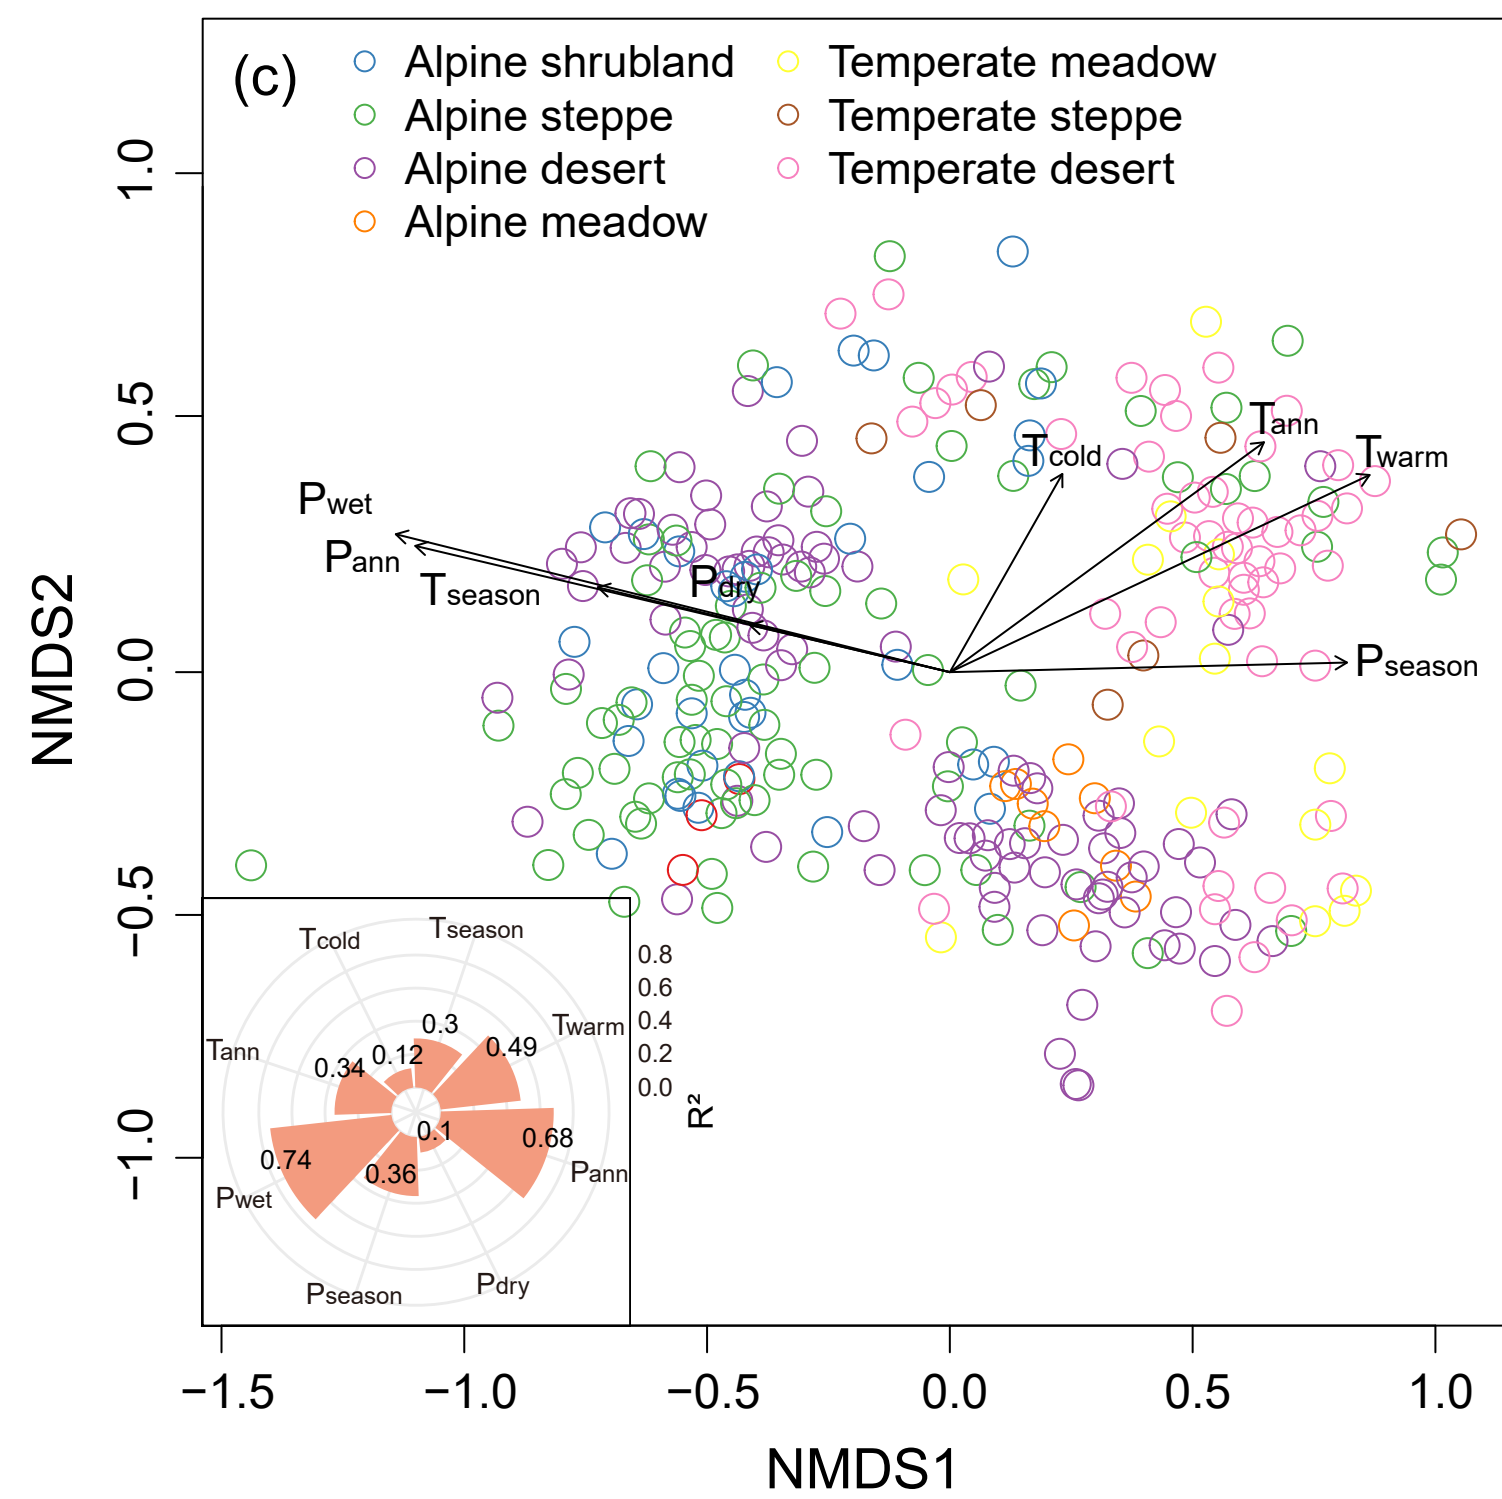 (c)
Alpine shrubland
Temperate meadow
Alpine steppe
Temperate steppe
Alpine desert
Temperate desert
Alpine meadow
1.0
0.5
0.0
−0.5
−1.0
NMDS2
Tann
Tcold
Twarm
Pwet
Pann
Tseason
Pdry
Pseason
Tcold
Tseason
Twarm
Tann
Pann
Pwet
Pseason
Pdry
0.3
0.49
0.12
0.34
0.1
0.68
0.74
0.36
0.8
0.6
0.4
0.2
0.0
R²
−1.5
−1.0
−0.5
0.0
0.5
1.0
NMDS1